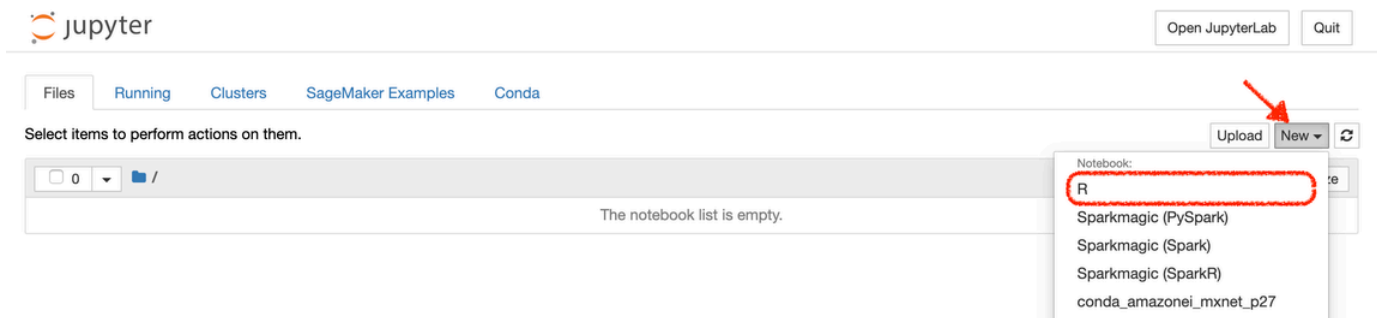 jupyter
Open JupyterLab Quit
Files Running Clusters SageMaker Examples Conda
Select items to perform actions on them.
Upload New
0 /
Notebook:
R
The notebook list is empty.
Sparkmagic (PySpark)
Sparkmagic (Spark)
Sparkmagic (SparkR)
conda_amazonei_mxnet_p27